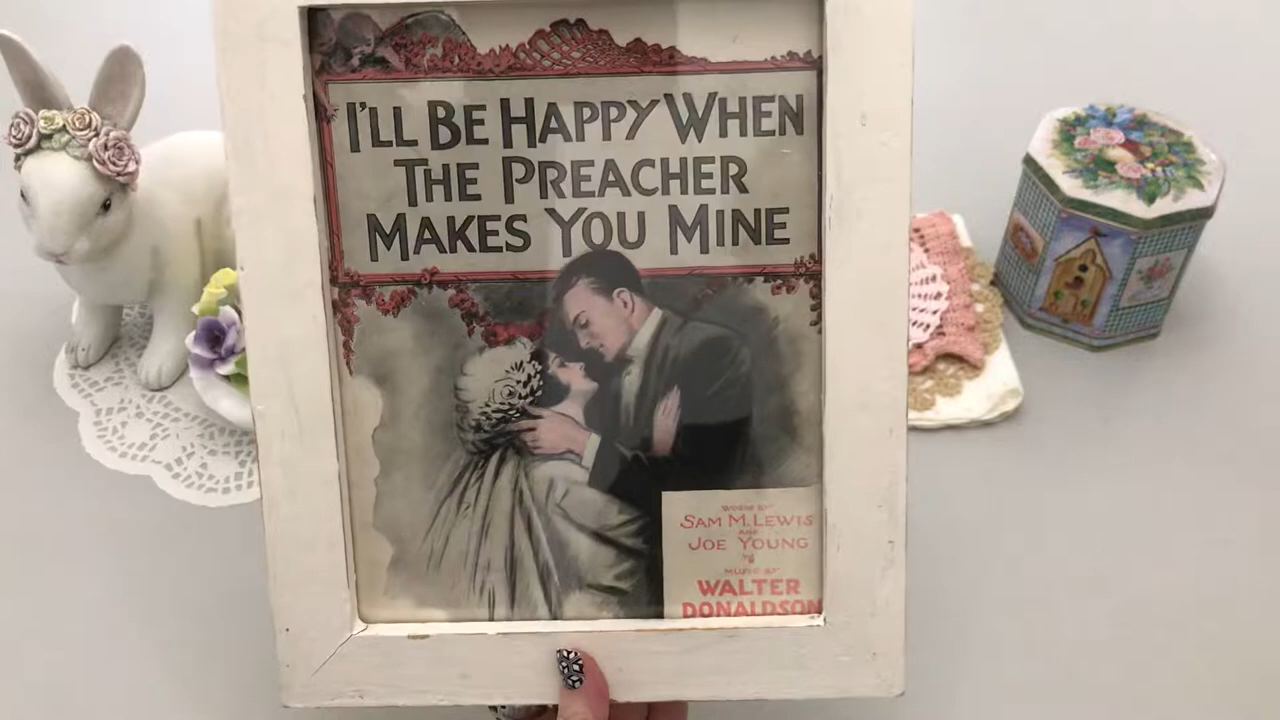 I'LL BE HAPPY WHEN
THE PREACHER
MAKES YOU MINE
WORDS BY
SAM M. LEWIS
AND
JOE YOUNG
MUSIC BY
WALTER
DONALDSON